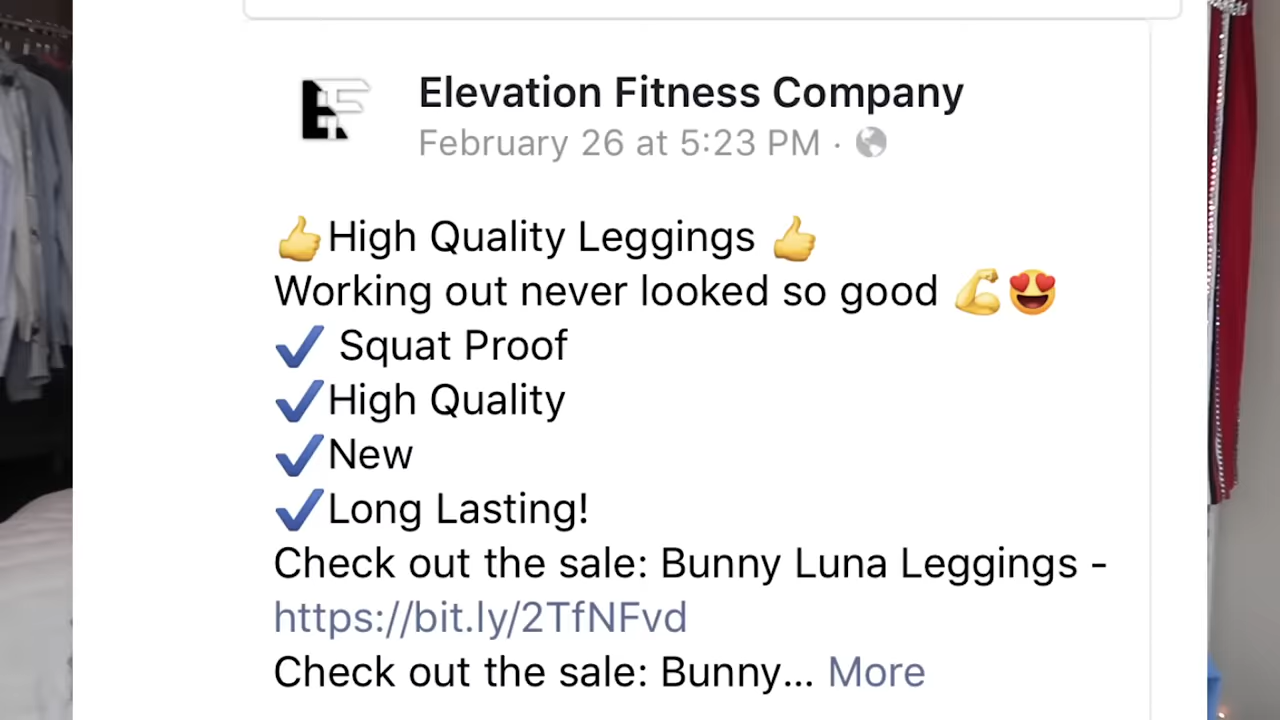 Elevation Fitness Company
February 26 at 5:23 PM ·
👍High Quality Leggings 👍
Working out never looked so good 💪😍
✔ Squat Proof
✔High Quality
✔New
✔Long Lasting!
Check out the sale: Bunny Luna Leggings -
https://bit.ly/2TfNFvd
Check out the sale: Bunny... More